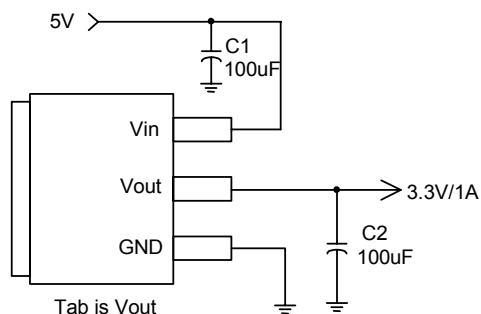 5V
C1
100uF
Vin
Vout
3.3V/1A
GND
C2
100uF
Tab is Vout